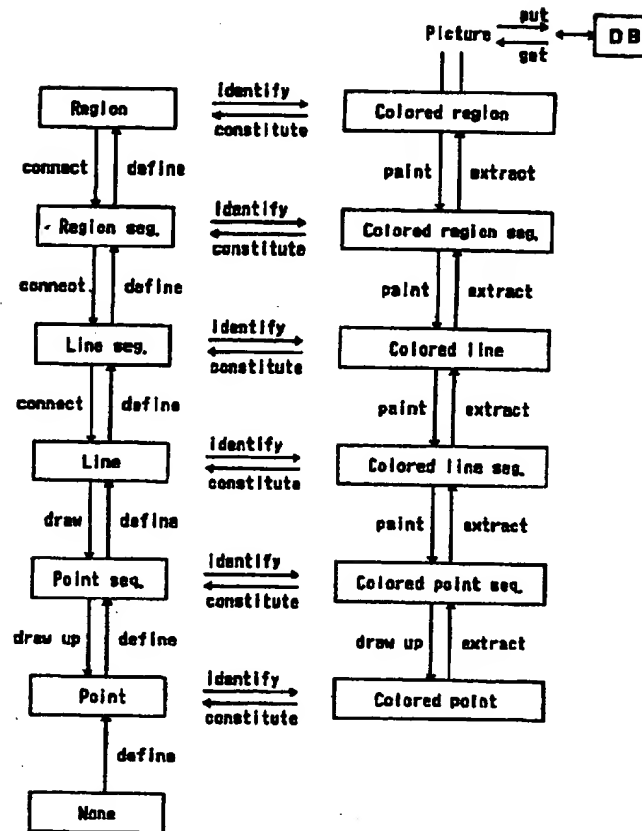 put
Picture
get
DB
identify
Region
Colored region
constitute
connect
define
paint
extract
identify
Region seg.
Colored region seg.
constitute
connect
define
paint
extract
identify
Line seg.
Colored line
constitute
connect
define
paint
extract
identify
Line
Colored line seg.
constitute
draw
define
paint
extract
identify
Point seq.
Colored point seq.
constitute
draw up
define
draw up
extract
identify
Point
Colored point
constitute
define
None